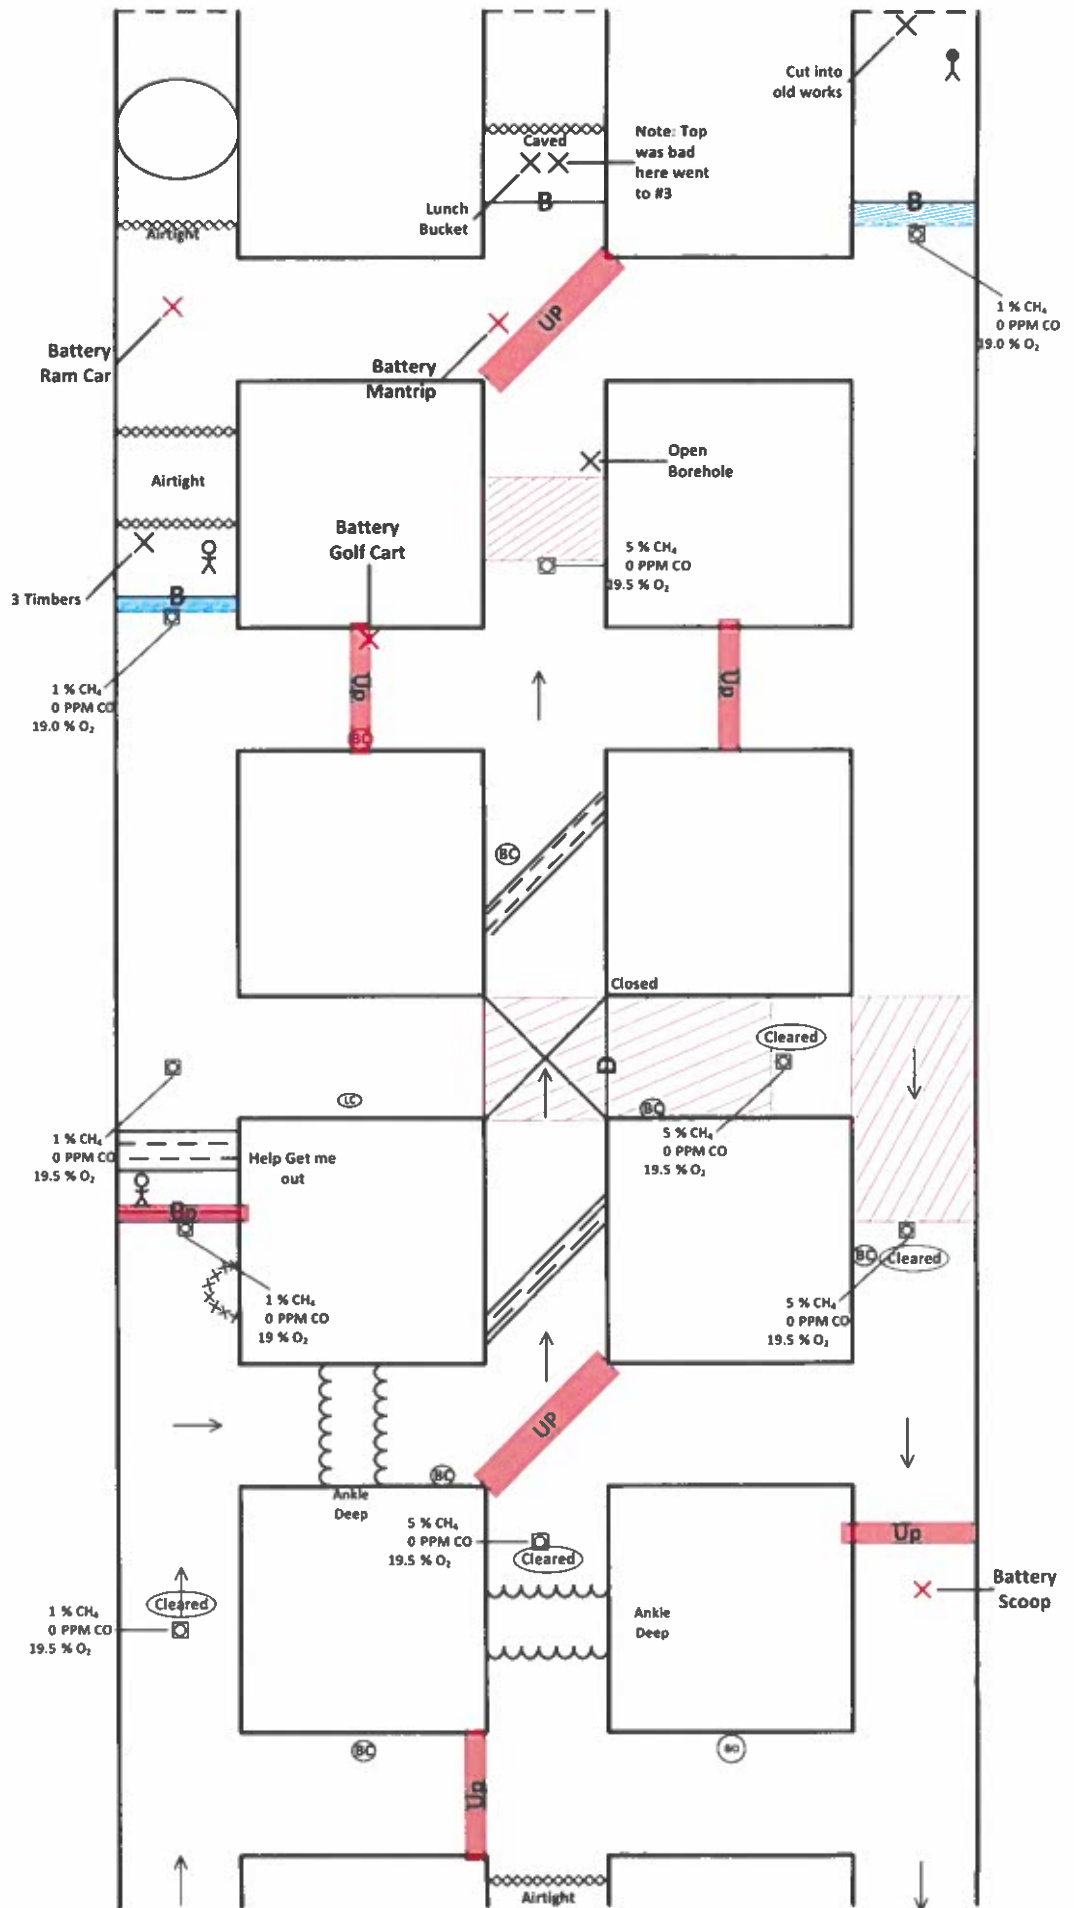 Cut into
old works
Caved
Note: Top
was bad
here went
to #3
Lunch
Bucket
B
B
Airtight
1 % CH₄
0 PPM CO
19.0 % O₂
UP
Battery
Ram Car
Battery
Mantrip
Open
Borehole
Airtight
Battery
Golf Cart
5 % CH₄
0 PPM CO
19.5 % O₂
3 Timbers
B
1 % CH₄
0 PPM CO
19.0 % O₂
Up
Up
BC
BC
Closed
Cleared
D
LC
BC
1 % CH₄
0 PPM CO
19.5 % O₂
Help Get me
out
5 % CH₄
0 PPM CO
19.5 % O₂
Bp
BC
Cleared
1 % CH₄
0 PPM CO
19 % O₂
5 % CH₄
0 PPM CO
19.5 % O₂
UP
BC
Ankle
Deep
5 % CH₄
0 PPM CO
19.5 % O₂
Cleared
Up
Battery
Scoop
Cleared
1 % CH₄
0 PPM CO
19.5 % O₂
Ankle
Deep
BC
Up
Airtight